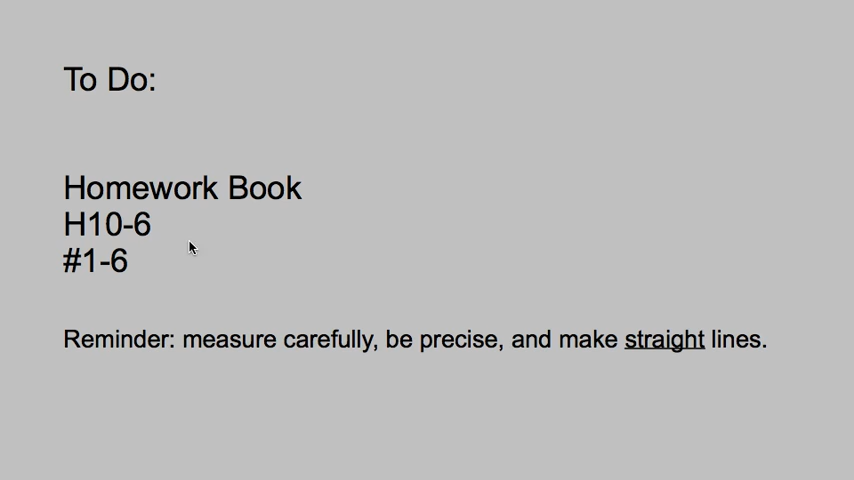 To Do:
Homework Book
H10-6
#1-6
Reminder: measure carefully, be precise, and make straight lines.